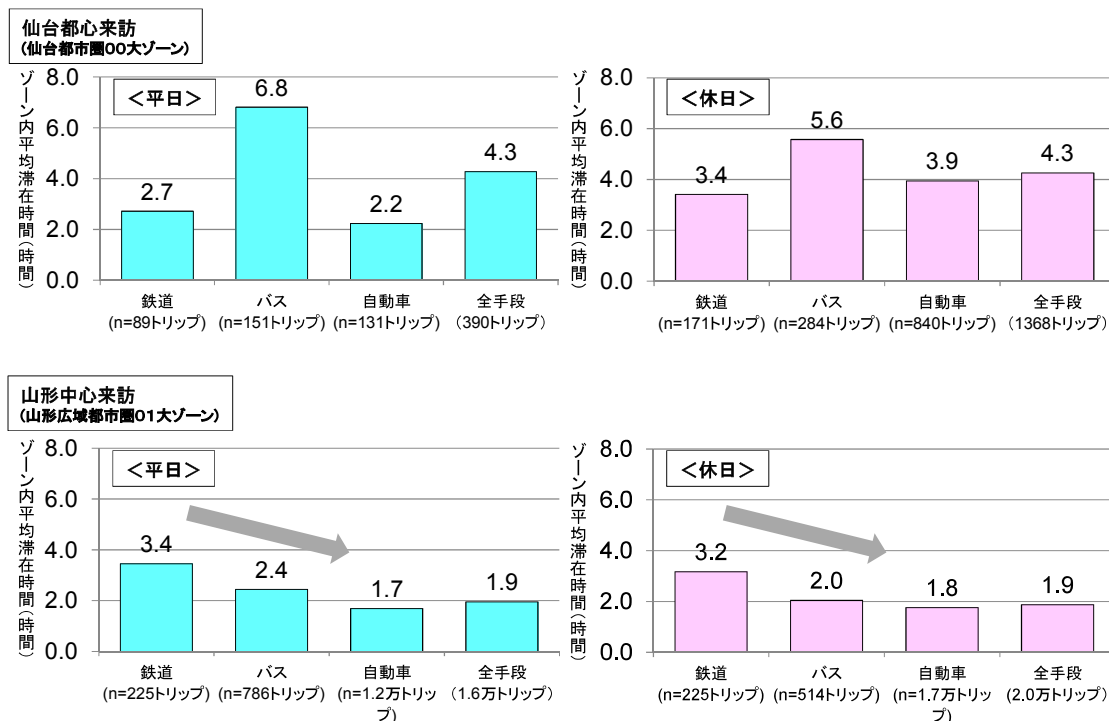 仙台都心来訪
(仙台都市圏00大ゾーン)
ゾーン内平均滞在時間(時間)
8.0
6.0
4.0
2.0
0.0
＜平日＞
2.7
6.8
2.2
4.3
鉄道
(n=89トリップ)
バス
(n=151トリップ)
自動車
(n=131トリップ)
全手段
（390トリップ）
ゾーン内平均滞在時間(時間)
8.0
6.0
4.0
2.0
0.0
＜休日＞
3.4
5.6
3.9
4.3
鉄道
(n=171トリップ)
バス
(n=284トリップ)
自動車
(n=840トリップ)
全手段
（1368トリップ）
山形中心来訪
(山形広域都市圏01大ゾーン)
ゾーン内平均滞在時間(時間)
8.0
6.0
4.0
2.0
0.0
＜平日＞
3.4
2.4
1.7
1.9
鉄道
(n=225トリップ)
バス
(n=786トリップ)
自動車
(n=1.2万トリッ
プ)
全手段
（1.6万トリップ）
ゾーン内平均滞在時間(時間)
8.0
6.0
4.0
2.0
0.0
＜休日＞
3.2
2.0
1.8
1.9
鉄道
(n=225トリップ)
バス
(n=514トリップ)
自動車
(n=1.7万トリッ
プ)
全手段
（2.0万トリップ）